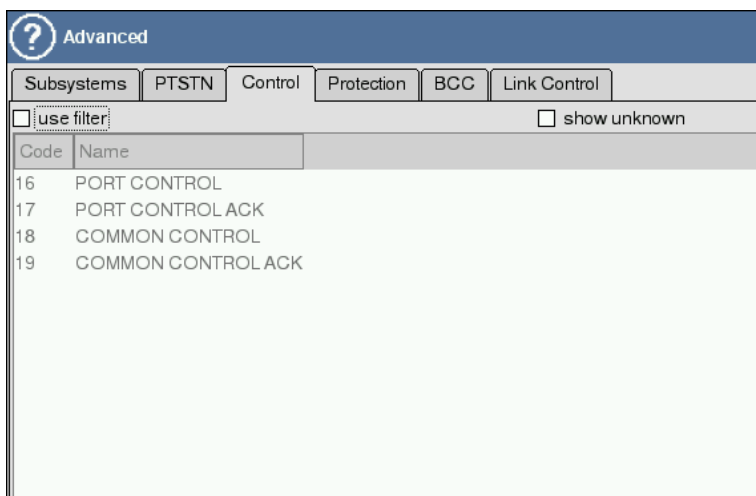 ? Advanced
Subsystems PTSTN Control Protection BCC Link Control
use filter show unknown
Code Name
16 PORT CONTROL
17 PORT CONTROL ACK
18 COMMON CONTROL
19 COMMON CONTROL ACK